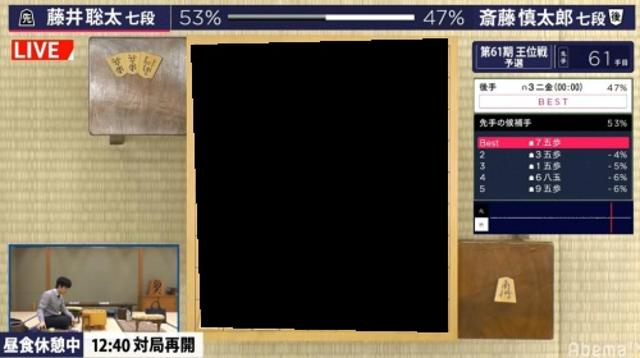 先 藤井聡太 七段 53% 47% 斎藤慎太郎 七段 後
LIVE
第61期 王位戦
予選
先手
61手目
後手 ∩3二金(00:00) 47%
BEST
先手の候補手 53%
Best ☗7五歩
2 ☗3五歩 -4%
3 ☗1五歩 -5%
4 ☗6八玉 -6%
5 ☗9五歩 -6%
昼食休憩中 12:40 対局再開
Abema